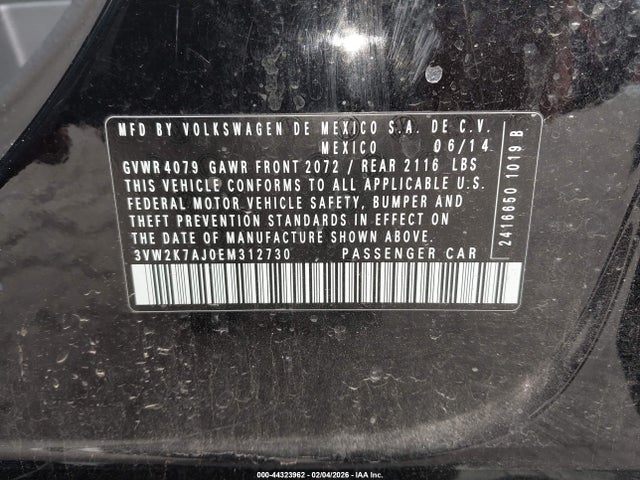 MFD BY VOLKSWAGEN DE MEXICO S.A. DE C.V.
MEXICO 06/14
GVWR 4079 GAWR FRONT 2072 / REAR 2116 LBS
THIS VEHICLE CONFORMS TO ALL APPLICABLE U.S.
FEDERAL MOTOR VEHICLE SAFETY, BUMPER AND
THEFT PREVENTION STANDARDS IN EFFECT ON
THE DATE OF MANUFACTURE SHOWN ABOVE.
3VW2K7AJ0EM312730 PASSENGER CAR
2416650 1019 B
000-44323962 - 02/04/2026 - IAA Inc.